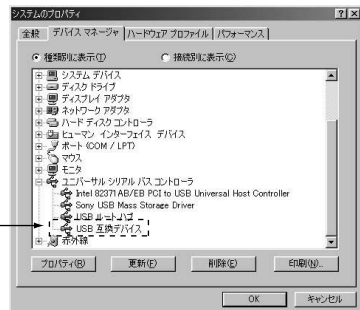 システムのプロパティ
全般 デバイス マネージャ ハードウェア プロファイル パフォーマンス
種類別に表示(T) 接続別に表示(C)
システム デバイス
ディスク ドライブ
ディスプレイ アダプタ
ネットワーク アダプタ
ハード ディスク コントローラ
ヒューマン インターフェイス デバイス
ポート (COM / LPT)
マウス
モニタ
ユニバーサル シリアル バス コントローラ
Intel 82371AB/EB PCI to USB Universal Host Controller
Sony USB Mass Storage Driver
USB ルート ハブ
USB 互換デバイス
赤外線
プロパティ(R) 更新(F) 削除(E) 印刷(N)...
OK キャンセル